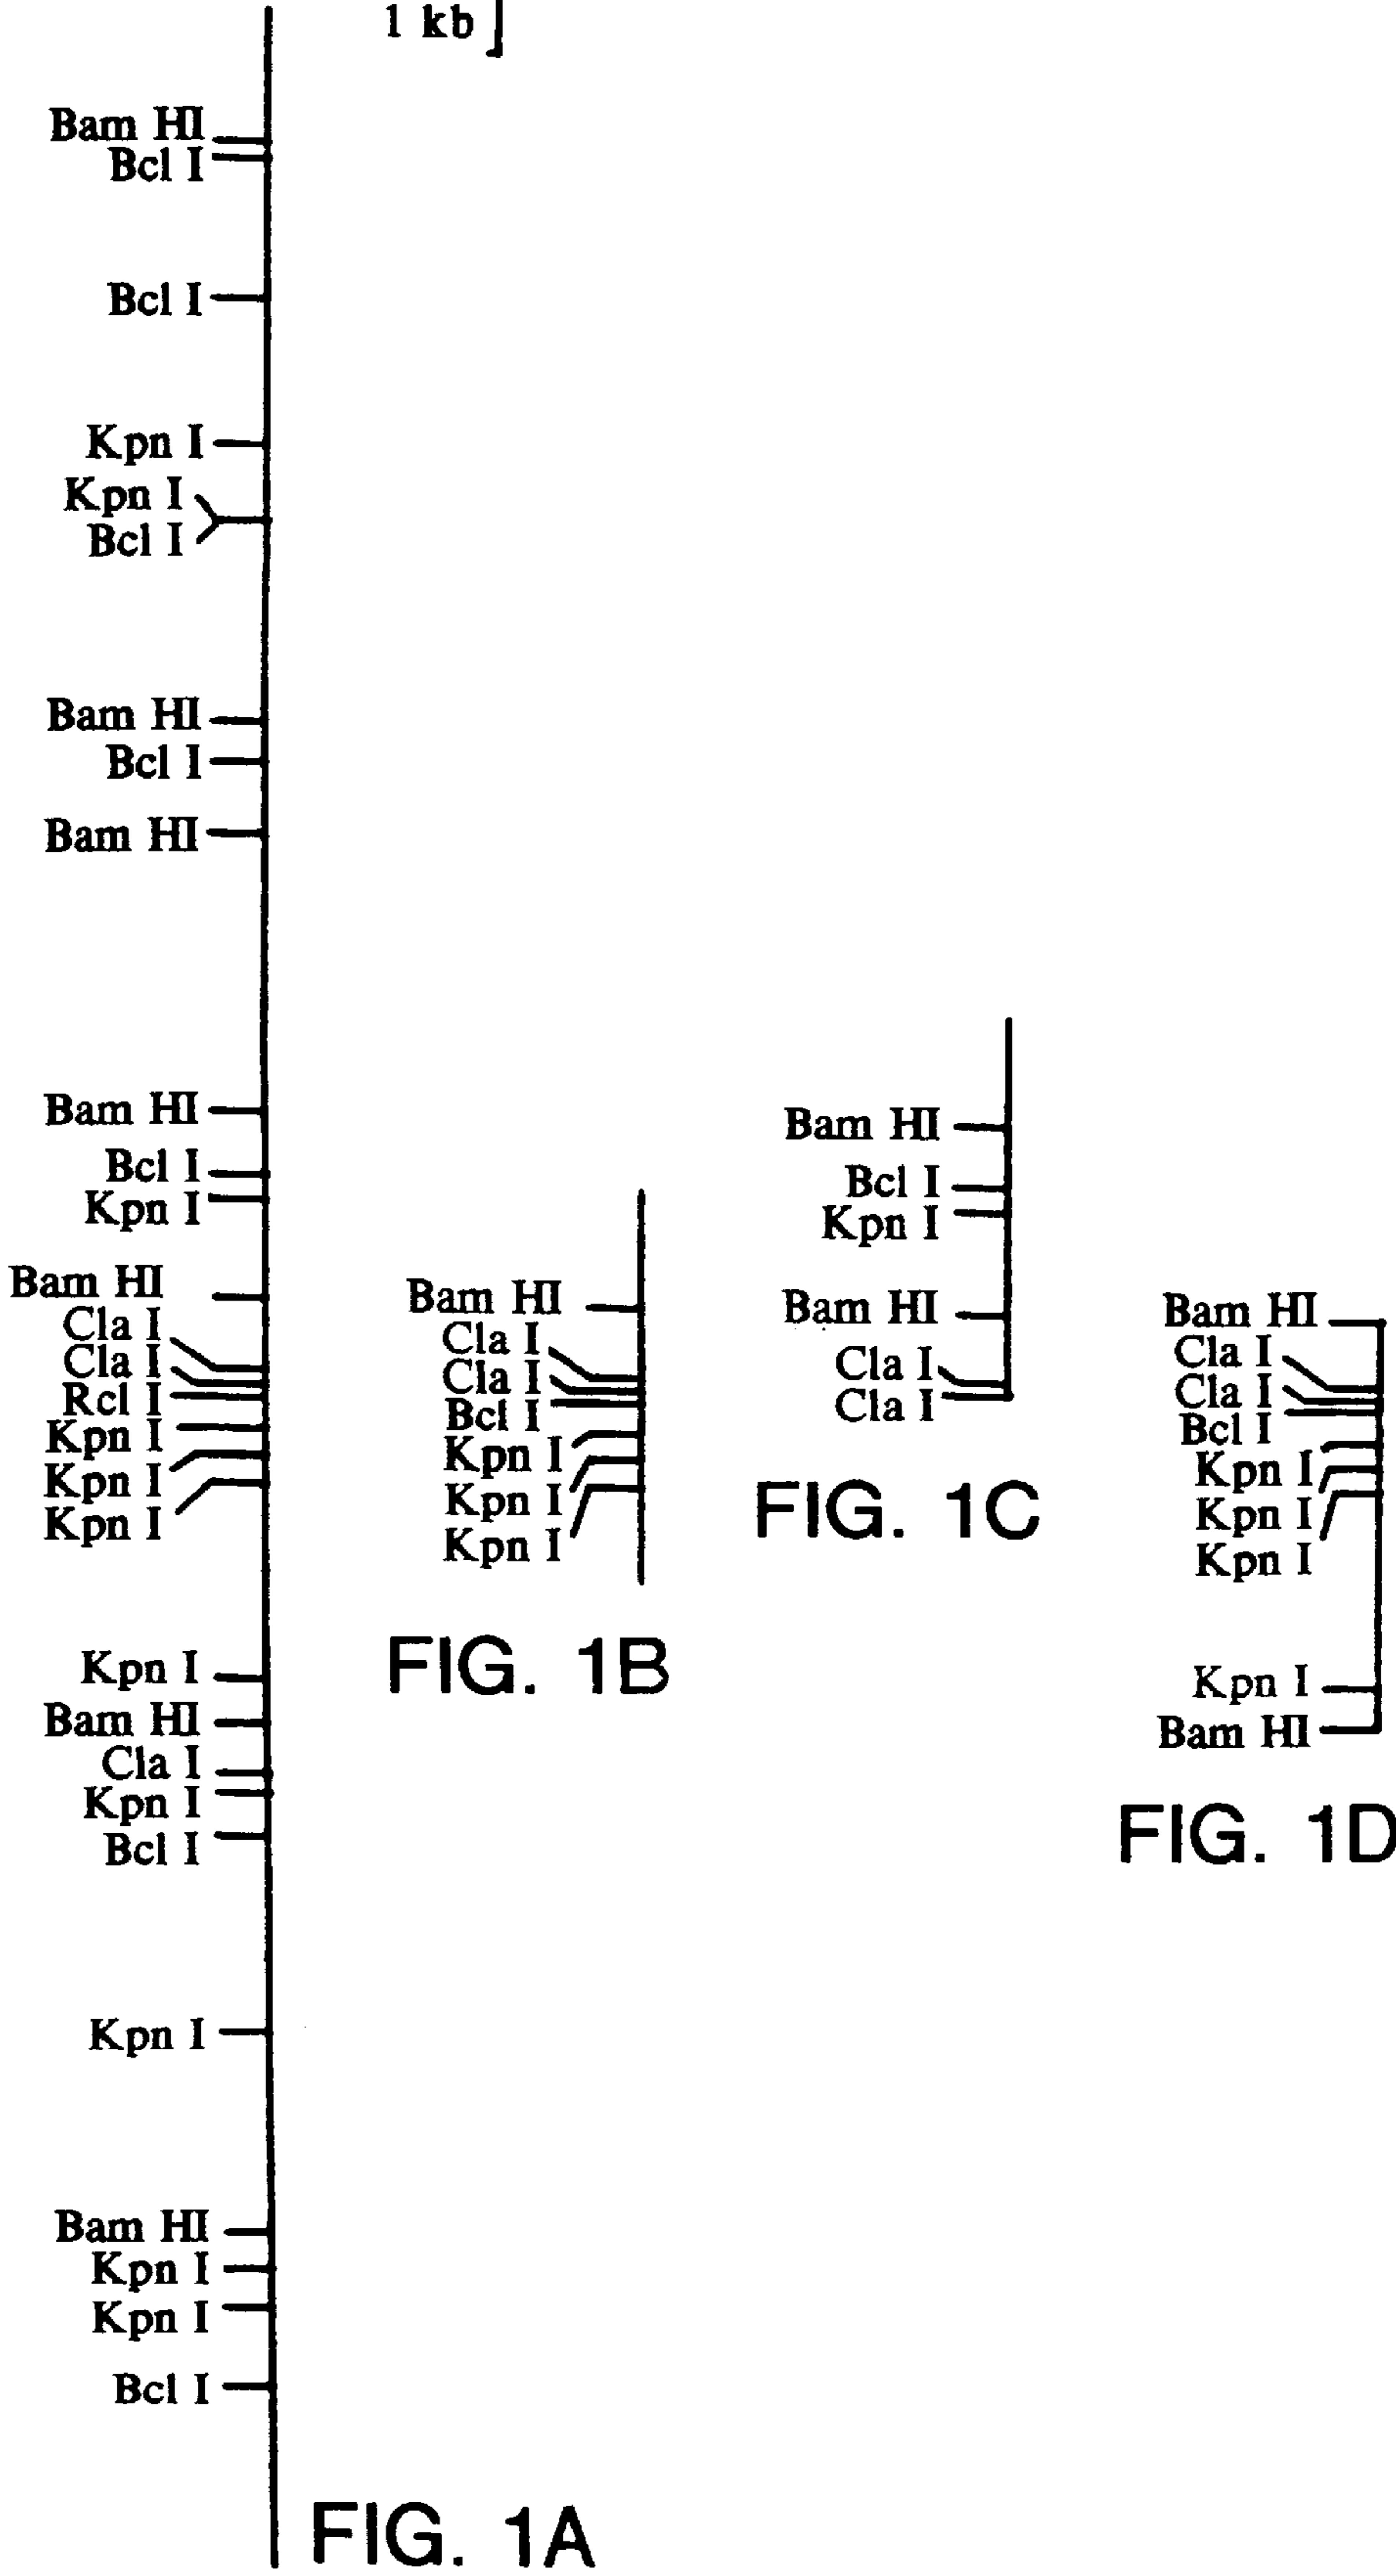 1 kb
Bam HI
Bcl I
Bcl I
Kpn I
Kpn I
Bcl I
Bam HI
Bcl I
Bam HI
Bam HI
Bcl I
Kpn I
Bam HI
Cla I
Cla I
Rcl I
Kpn I
Kpn I
Kpn I
Kpn I
Bam HI
Cla I
Kpn I
Bcl I
Kpn I
Bam HI
Kpn I
Kpn I
Bcl I
FIG. 1A
Bam HI
Cla I
Cla I
Bcl I
Kpn I
Kpn I
Kpn I
FIG. 1B
Bam HI
Bcl I
Kpn I
Bam HI
Cla I
Cla I
FIG. 1C
Bam HI
Cla I
Cla I
Bcl I
Kpn I
Kpn I
Kpn I
Kpn I
Bam HI
FIG. 1D